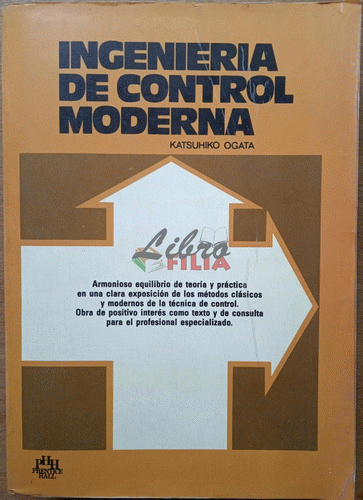 INGENIERIA
DE CONTROL
MODERNA
KATSUHIKO OGATA
Libro
FILIA
Armonioso equilibrio de teoría y práctica
en una clara exposición de los métodos clásicos
y modernos de la técnica de control.
Obra de positivo interés como texto y de consulta
para el profesional especializado.
PHH
PRENTICE
HALL